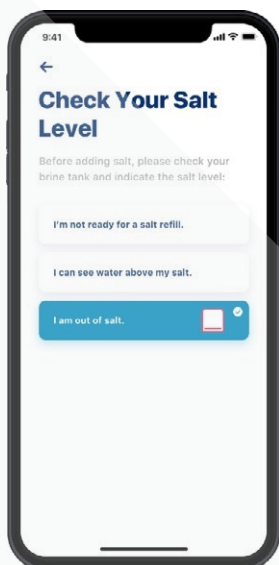 9:41
Check Your Salt
Level
Before adding salt, please check your
brine tank and indicate the salt level:
I'm not ready for a salt refill.
I can see water above my salt.
I am out of salt.